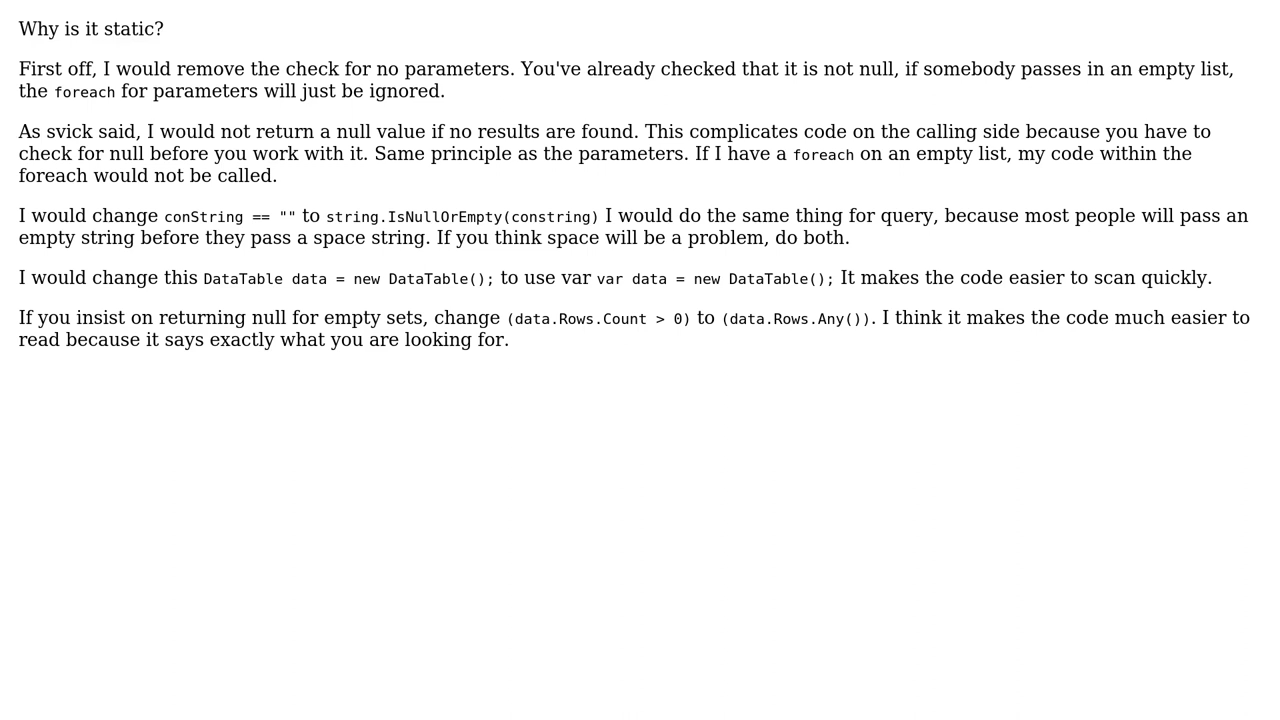 Why is it static?
First off, I would remove the check for no parameters. You've already checked that it is not null, if somebody passes in an empty list,
the foreach for parameters will just be ignored.
As svick said, I would not return a null value if no results are found. This complicates code on the calling side because you have to
check for null before you work with it. Same principle as the parameters. If I have a foreach on an empty list, my code within the
foreach would not be called.
I would change conString == "" to string.IsNullOrEmpty(constring) I would do the same thing for query, because most people will pass an
empty string before they pass a space string. If you think space will be a problem, do both.
I would change this DataTable data = new DataTable(); to use var var data = new DataTable(); It makes the code easier to scan quickly.
If you insist on returning null for empty sets, change (data.Rows.Count > 0) to (data.Rows.Any()). I think it makes the code much easier to
read because it says exactly what you are looking for.